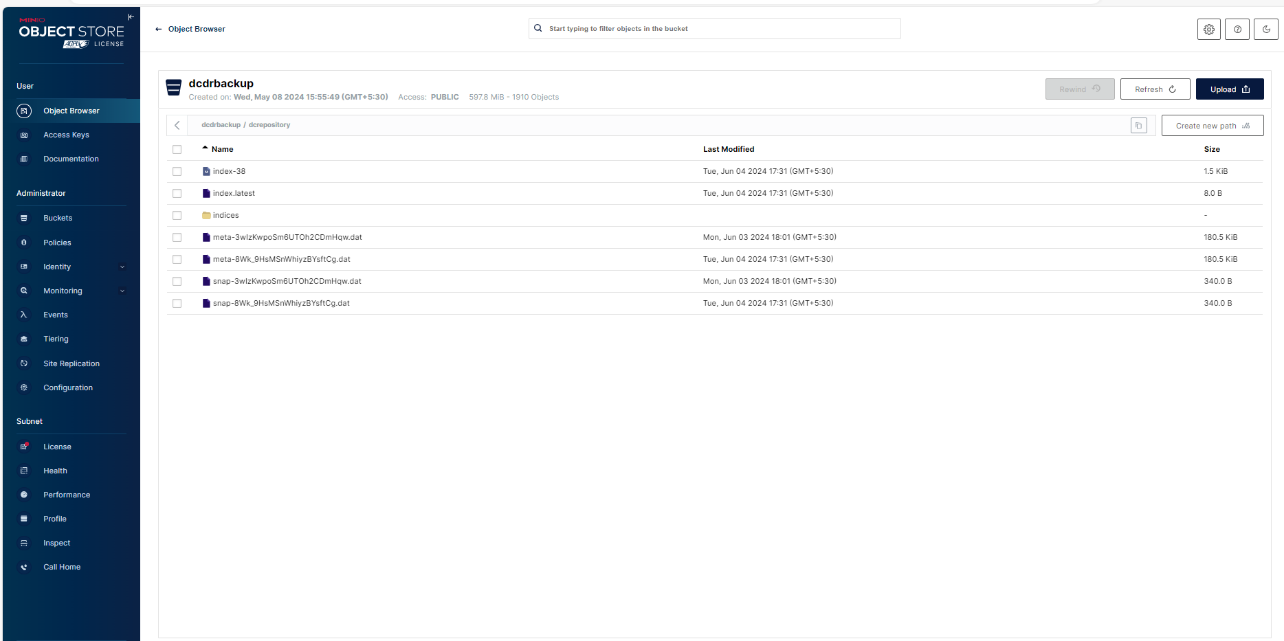 MINIO
OBJECT STORE
AGPL LICENSE
User
Object Browser
Access Keys
Documentation
Administrator
Buckets
Policies
Identity
Monitoring
Events
Tiering
Site Replication
Configuration
Subnet
License
Health
Performance
Profile
Inspect
Call Home
← Object Browser
Start typing to filter objects in the bucket
dcdrbackup
Created on: Wed, May 08 2024 15:55:49 (GMT+5:30) Access: PUBLIC 597.8 MiB - 1910 Objects
Rewind
Refresh
Upload
dcdrbackup / dcrepository
Create new path
Name Last Modified Size
index-38 Tue, Jun 04 2024 17:31 (GMT+5:30) 1.5 KiB
index.latest Tue, Jun 04 2024 17:31 (GMT+5:30) 8.0 B
indices -
meta-3wIzKwpoSm6UTOh2CDmHqw.dat Mon, Jun 03 2024 18:01 (GMT+5:30) 180.5 KiB
meta-8Wk_9HsMSnWhiyzBYsftCg.dat Tue, Jun 04 2024 17:31 (GMT+5:30) 180.5 KiB
snap-3wIzKwpoSm6UTOh2CDmHqw.dat Mon, Jun 03 2024 18:01 (GMT+5:30) 340.0 B
snap-8Wk_9HsMSnWhiyzBYsftCg.dat Tue, Jun 04 2024 17:31 (GMT+5:30) 340.0 B